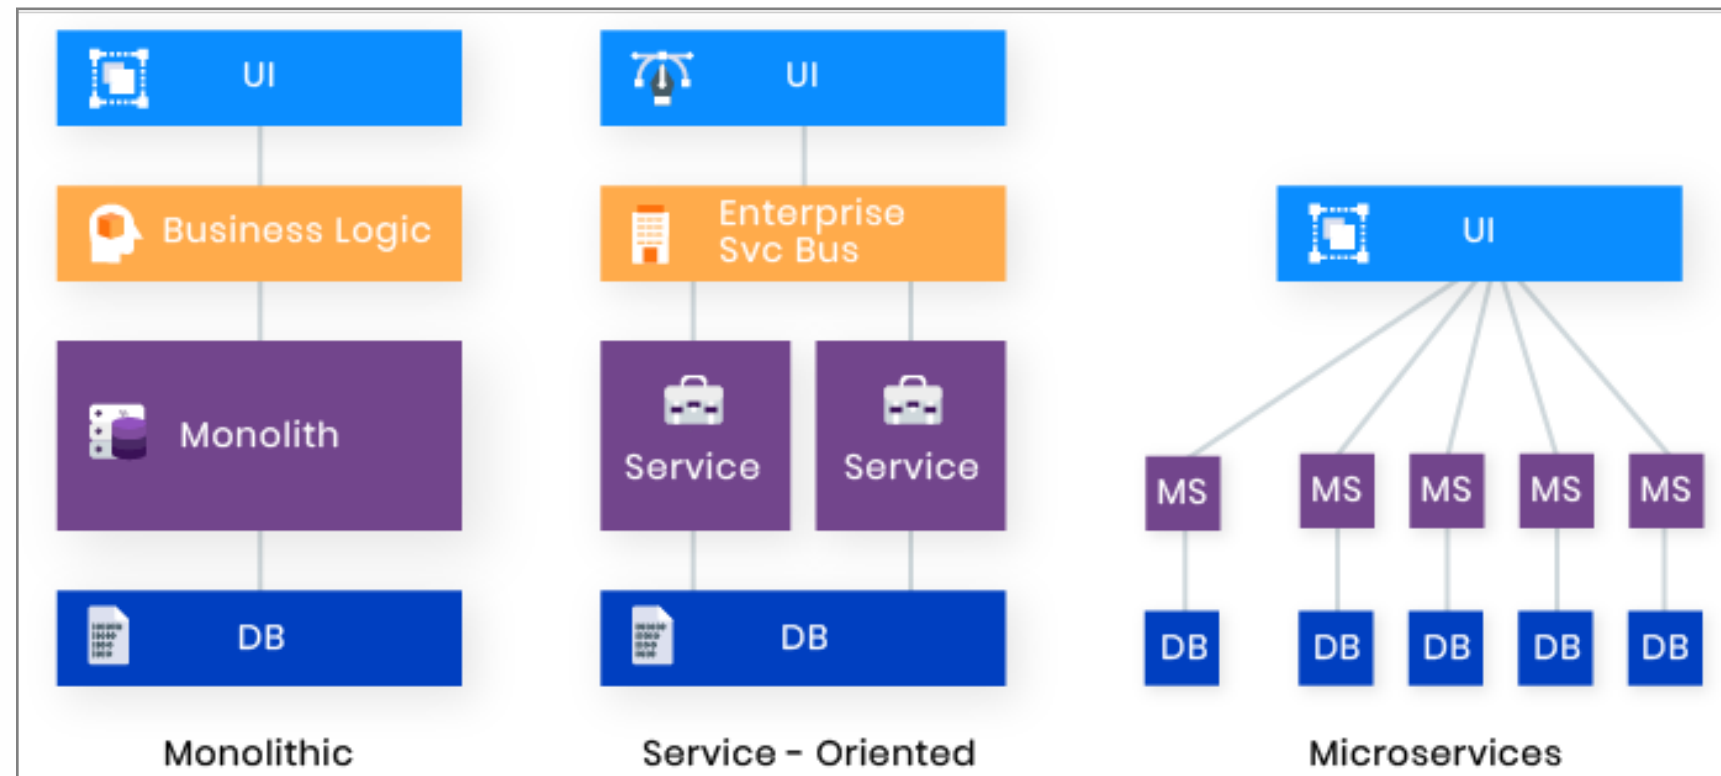 UI
Business Logic
Monolith
DB
Monolithic
UI
Enterprise
Svc Bus
Service
Service
DB
Service - Oriented
UI
MS
MS
MS
MS
MS
DB
DB
DB
DB
DB
Microservices